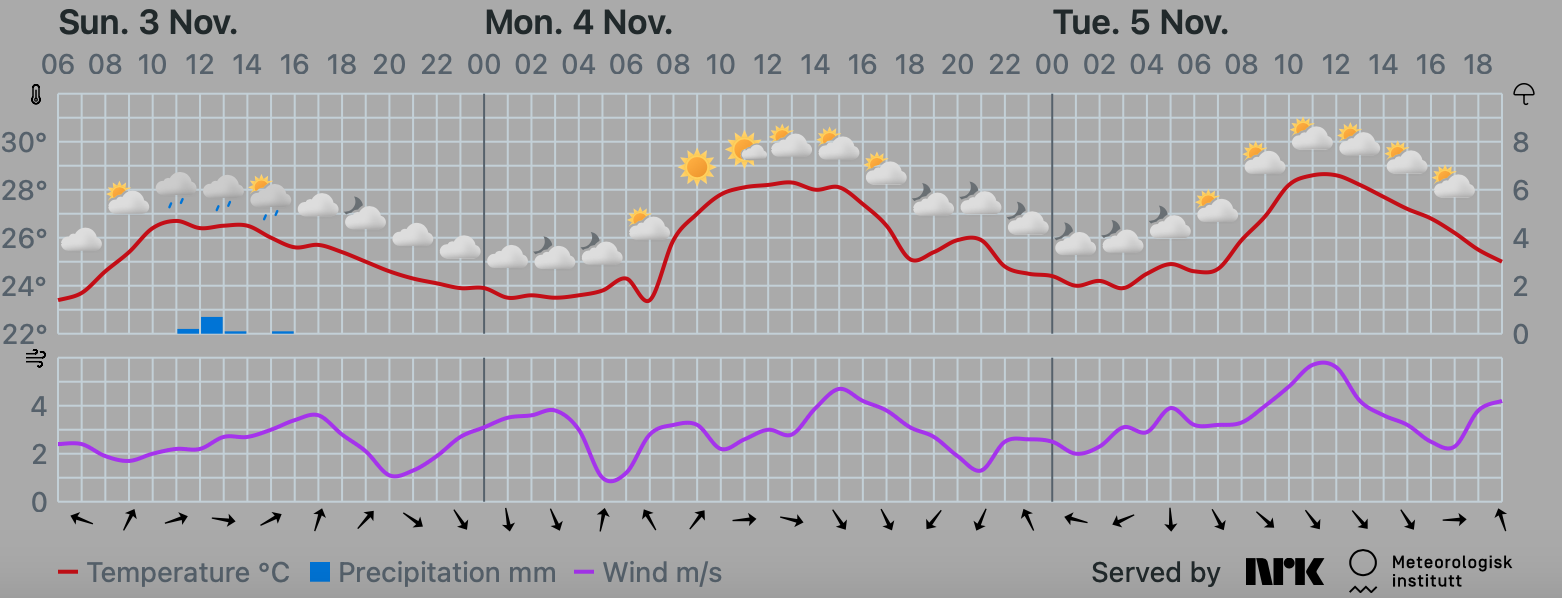 Sun. 3 Nov. Mon. 4 Nov. Tue. 5 Nov.
06 08 10 12 14 16 18 20 22 00 02 04 06 08 10 12 14 16 18 20 22 00 02 04 06 08 10 12 14 16 18
30° 8
28° 6
26° 4
24° 2
22° 0
4
2
0
Temperature °C Precipitation mm Wind m/s Served by NRK Meteorologisk
institutt